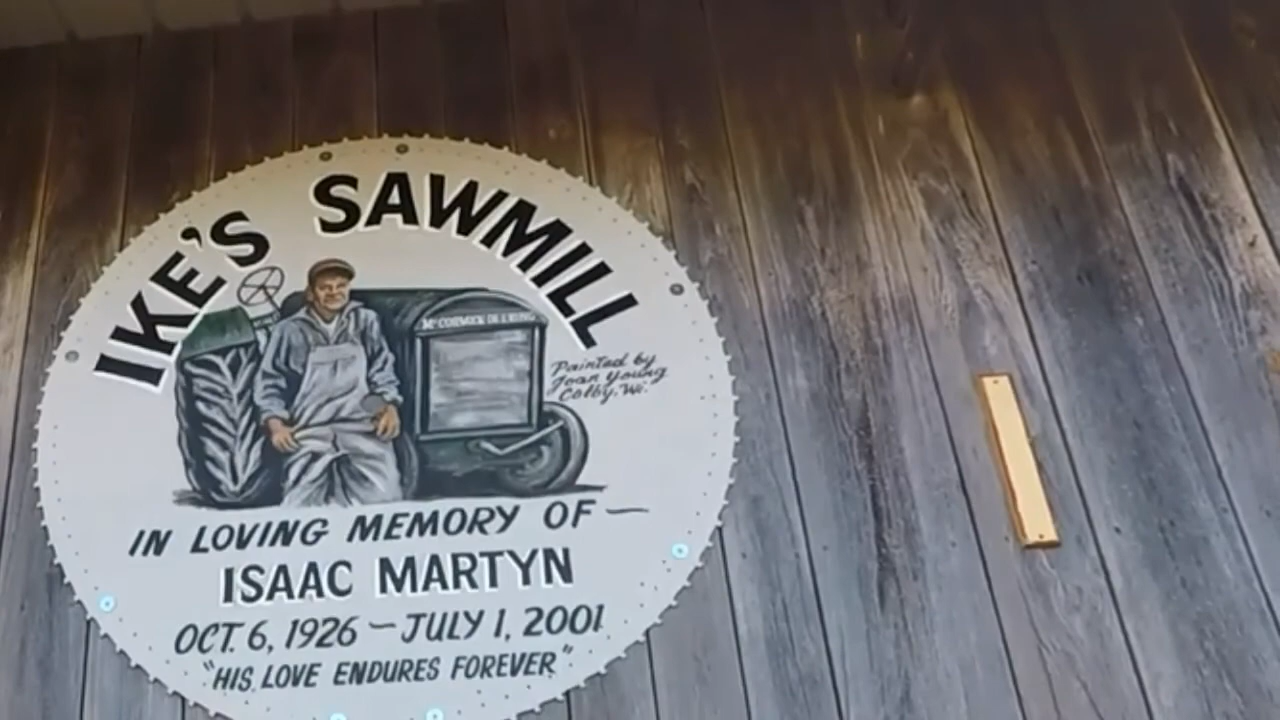 IKE'S SAWMILL
McCORMICK DEERING
Painted by
Joan Young
Colby, Wi.
IN LOVING MEMORY OF —
ISAAC MARTYN
OCT. 6, 1926 — JULY 1, 2001
"HIS LOVE ENDURES FOREVER"